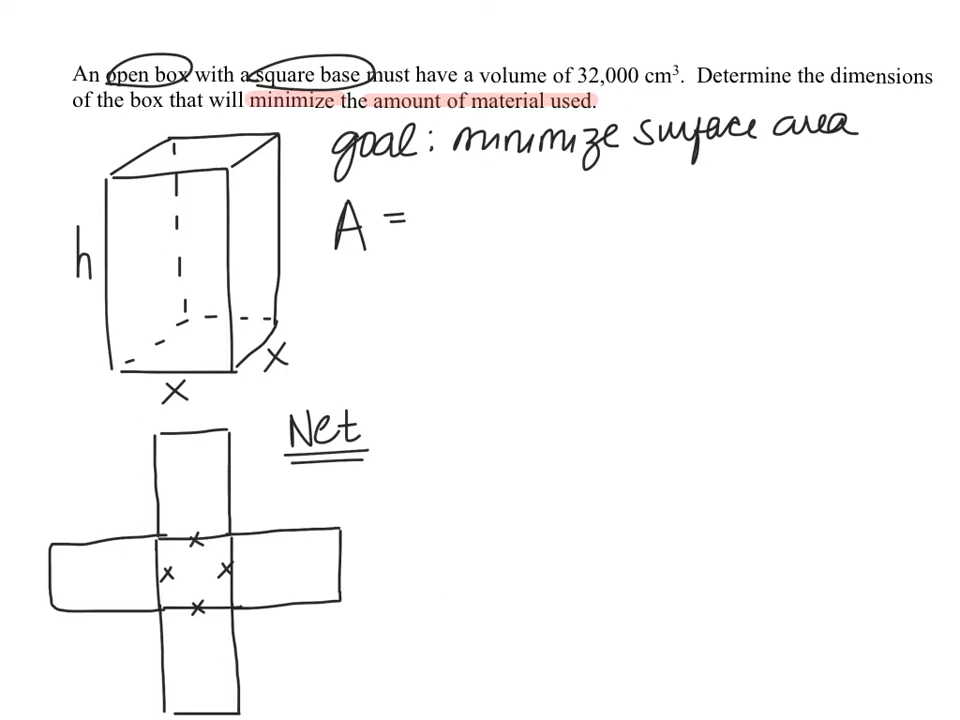 An open box with a square base must have a volume of 32,000 cm³. Determine the dimensions
of the box that will minimize the amount of material used.
goal: minimize surface area
A =
h
x
x
Net
x
x x
x